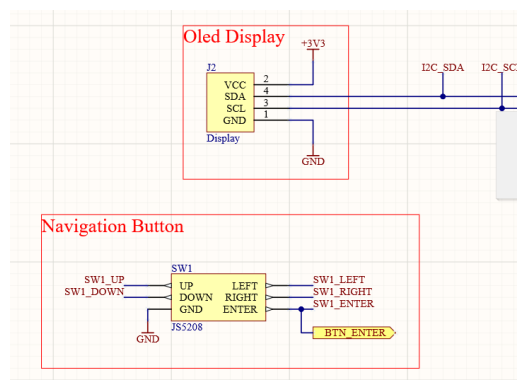 Oled Display
+3V3
J2
I2C_SDA
I2C_SCL
VCC 2
SDA 4
SCL 3
GND 1
Display
GND
Navigation Button
SW1
SW1_UP UP LEFT SW1_LEFT
SW1_DOWN DOWN RIGHT SW1_RIGHT
GND ENTER SW1_ENTER
JS5208
BTN_ENTER
GND